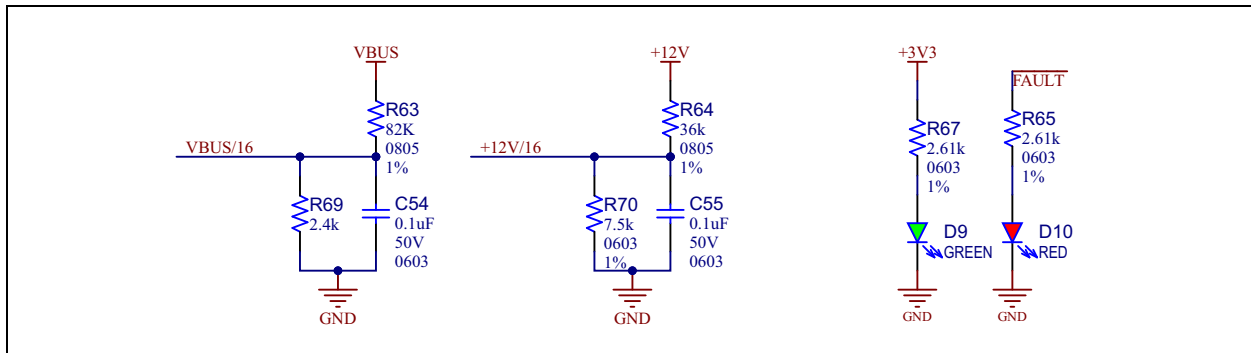 VBUS
R63
82K
0805
1%
VBUS/16
R69
2.4k
C54
0.1uF
50V
0603
GND
+12V
R64
36k
0805
1%
+12V/16
R70
7.5k
0603
1%
C55
0.1uF
50V
0603
GND
+3V3
R67
2.61k
0603
1%
D9
GREEN
GND
FAULT
R65
2.61k
0603
1%
D10
RED
GND